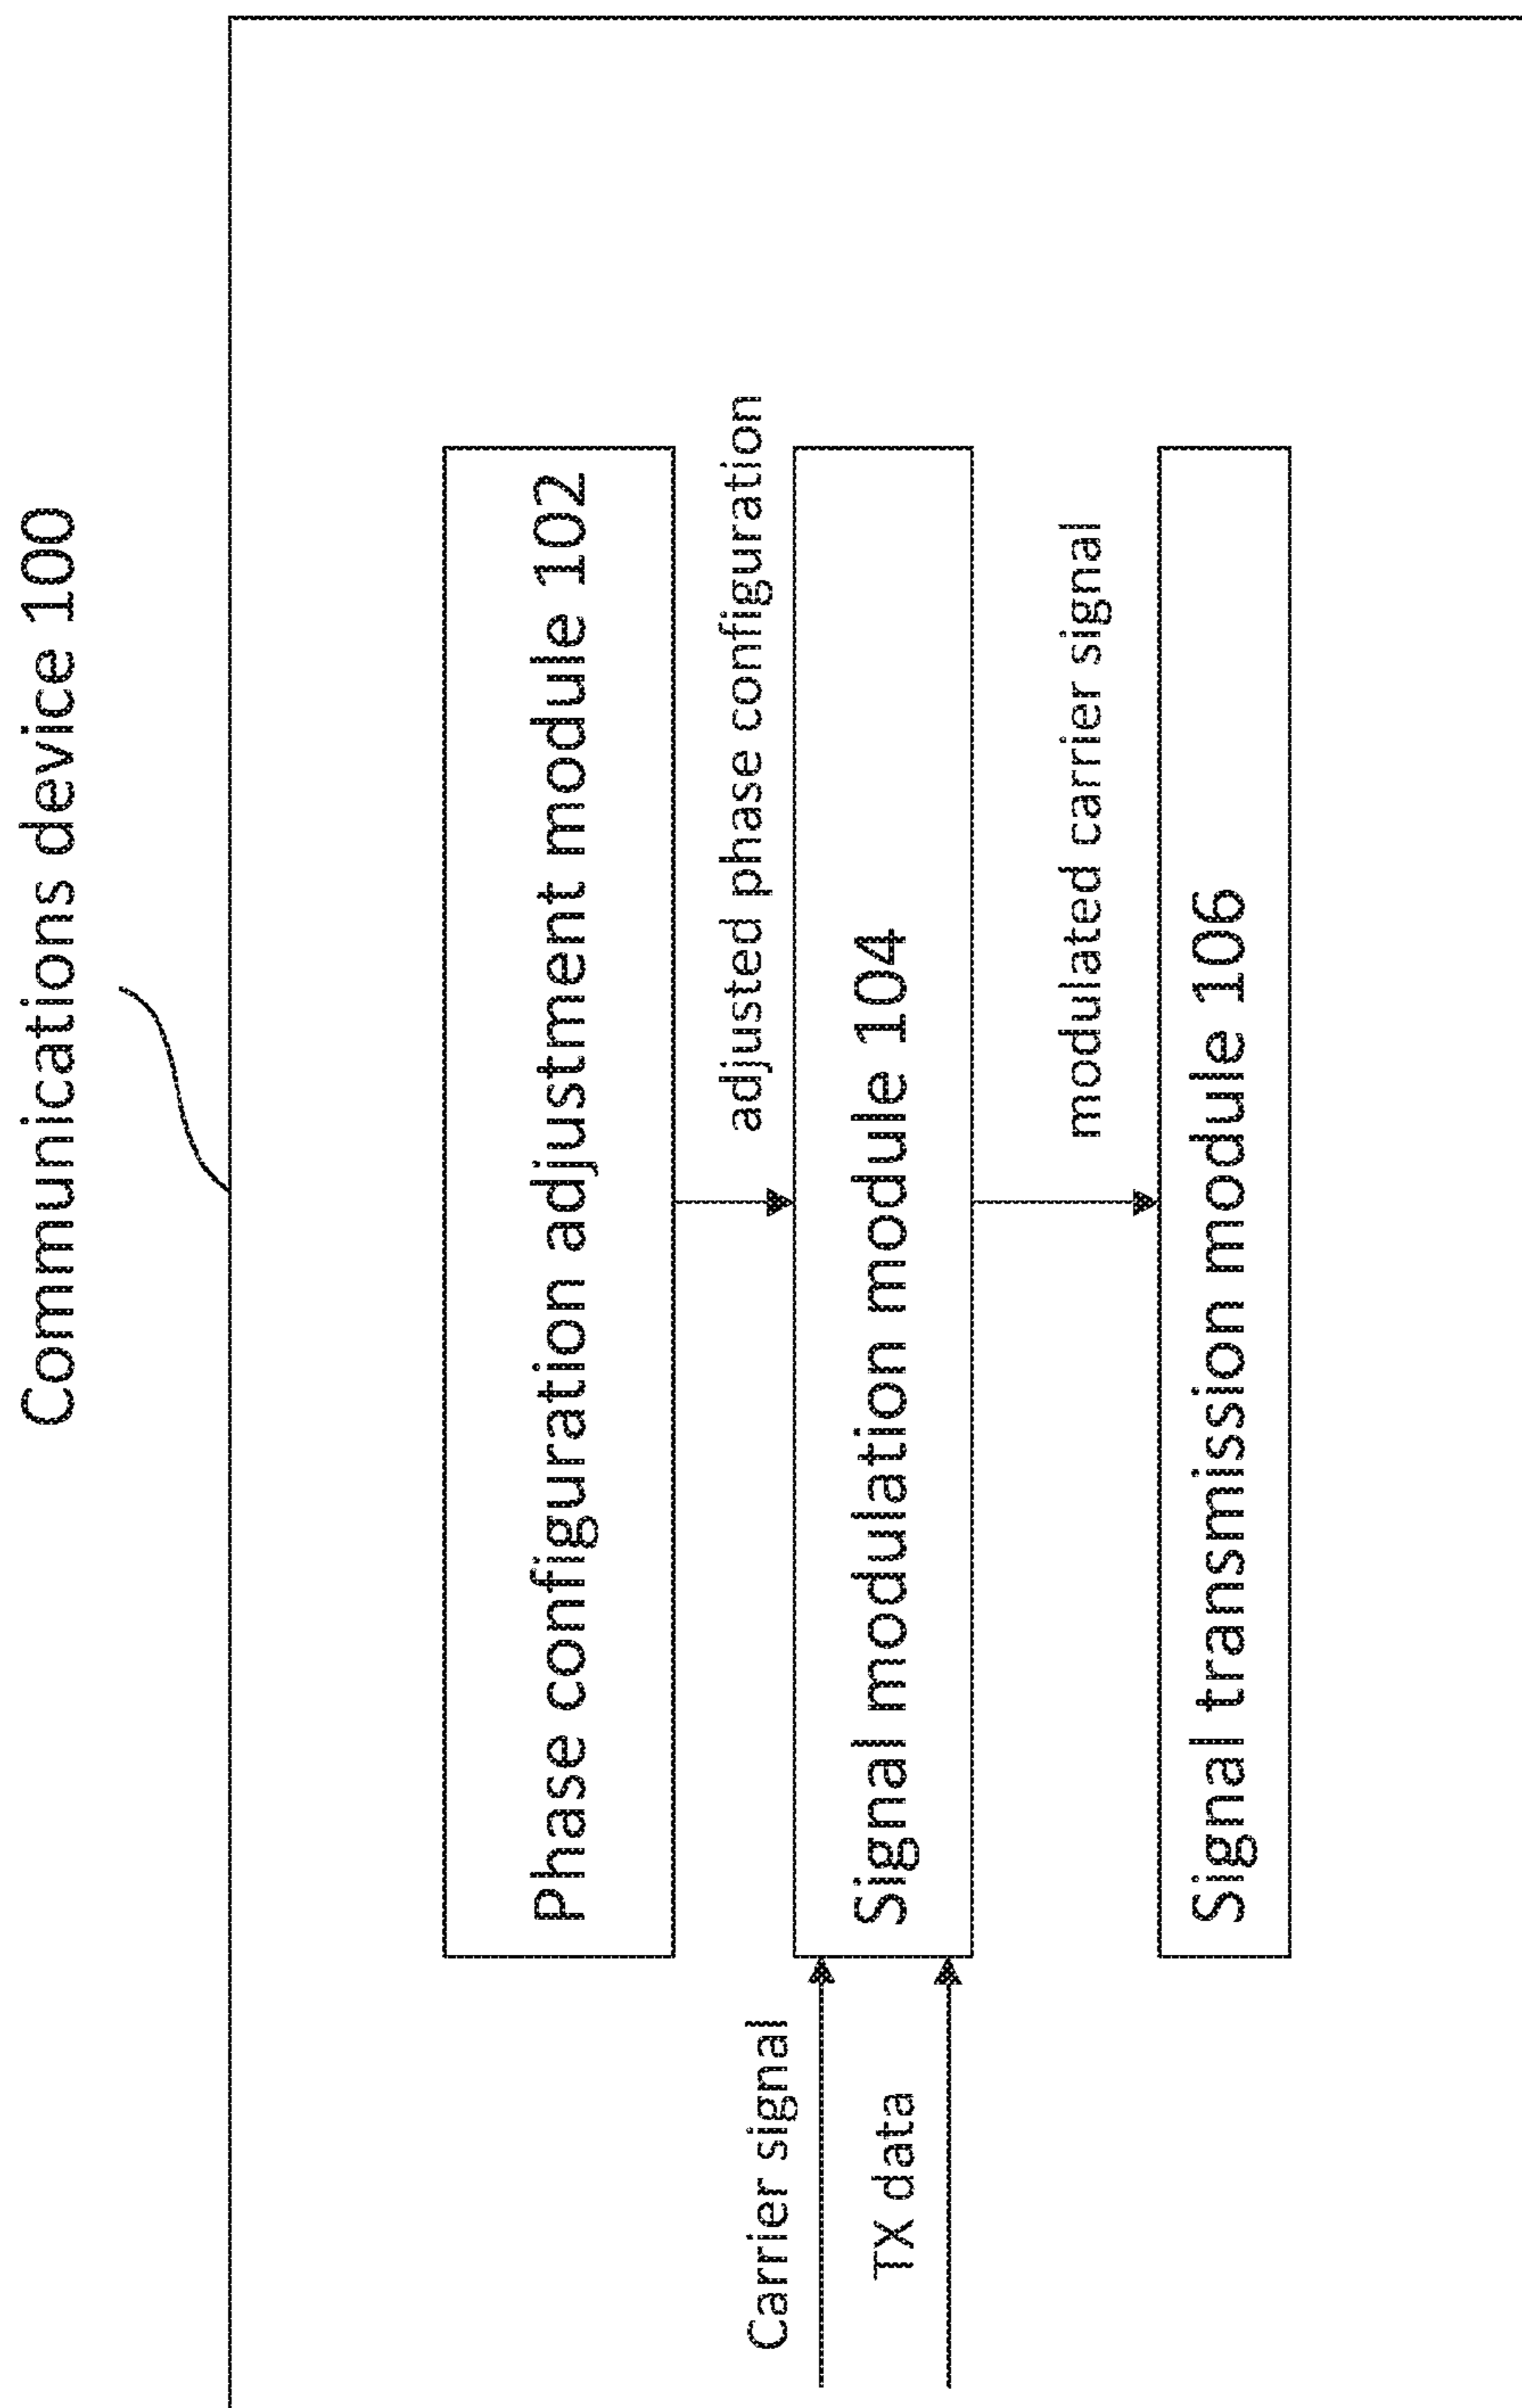 Communications device 100
Phase configuration adjustment module 102
adjusted phase configuration
Carrier signal
TX data
Signal modulation module 104
modulated carrier signal
Signal transmission module 106